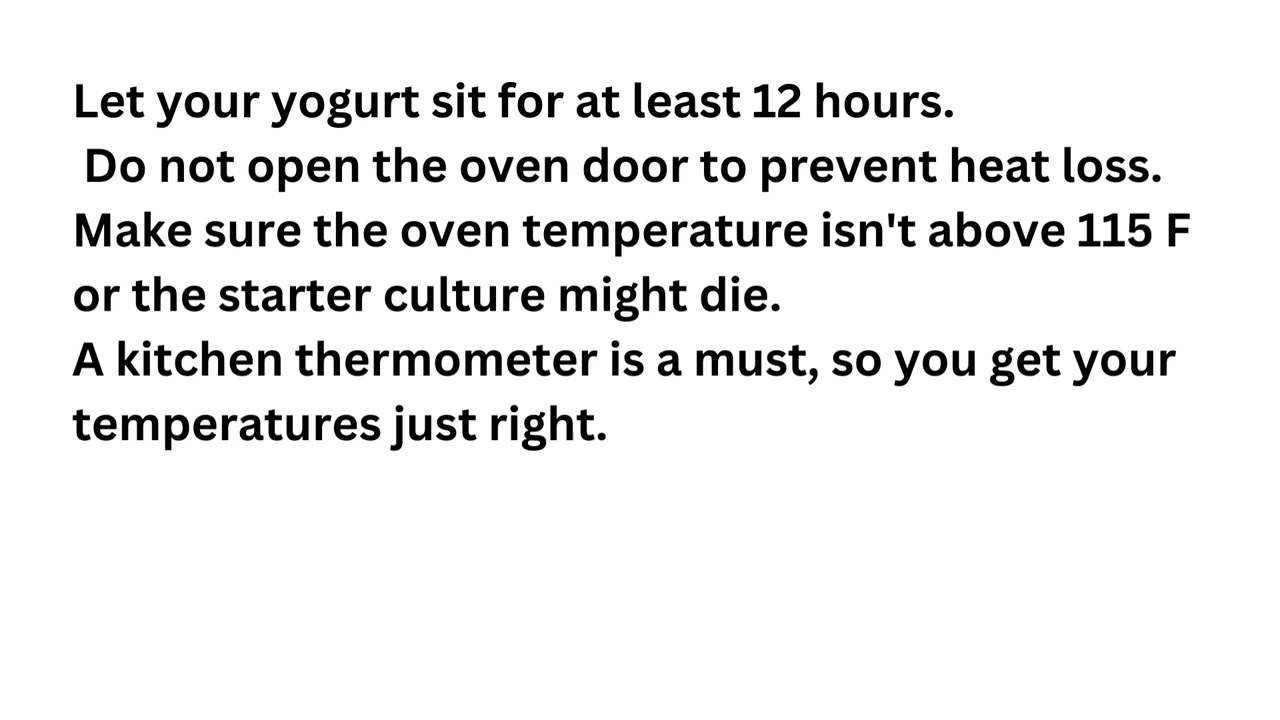 Let your yogurt sit for at least 12 hours.
Do not open the oven door to prevent heat loss.
Make sure the oven temperature isn't above 115 F
or the starter culture might die.
A kitchen thermometer is a must, so you get your
temperatures just right.